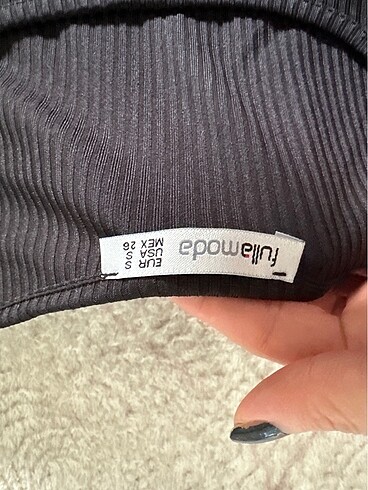 fullamoda
EUR S
USA S
MEX 26